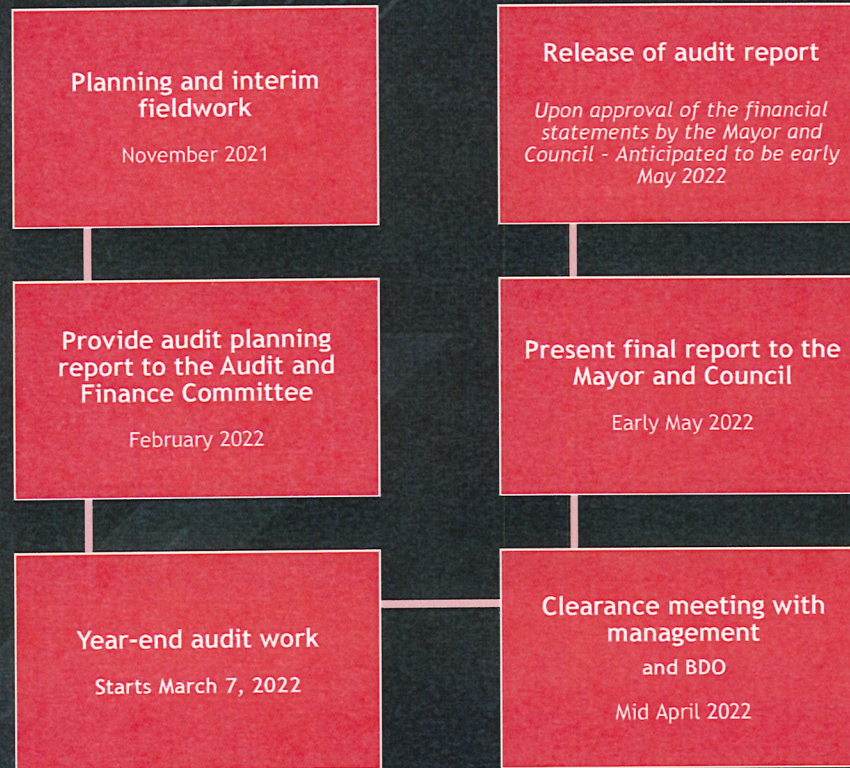 Planning and interim
fieldwork
November 2021
Provide audit planning
report to the Audit and
Finance Committee
February 2022
Year-end audit work
Starts March 7, 2022
Clearance meeting with
management
and BDO
Mid April 2022
Present final report to the
Mayor and Council
Early May 2022
Release of audit report
Upon approval of the financial
statements by the Mayor and
Council – Anticipated to be early
May 2022